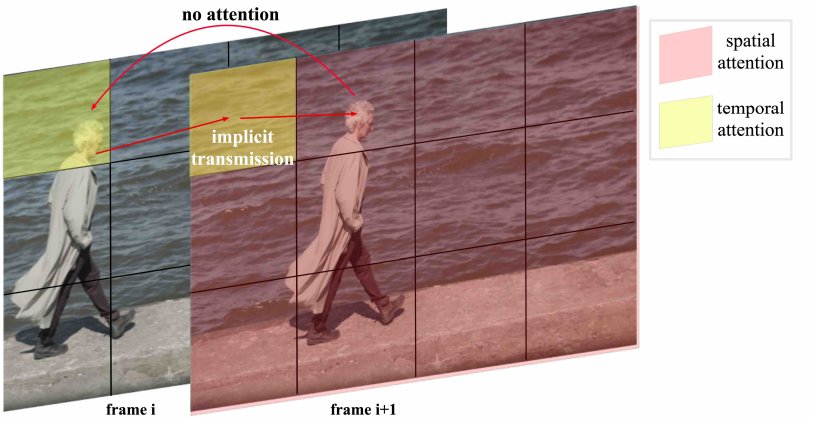 no attention
implicit
transmission
spatial
attention
temporal
attention
frame i
frame i+1